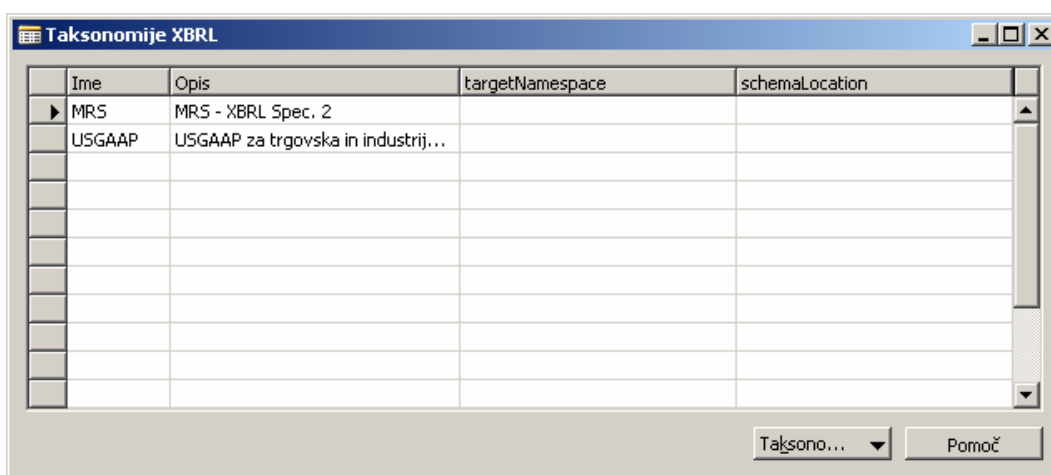 Taksonomije XBRL
Ime Opis targetNamespace schemaLocation
MRS MRS - XBRL Spec. 2
USGAAP USGAAP za trgovska in industrij...
Taksono... Pomoč